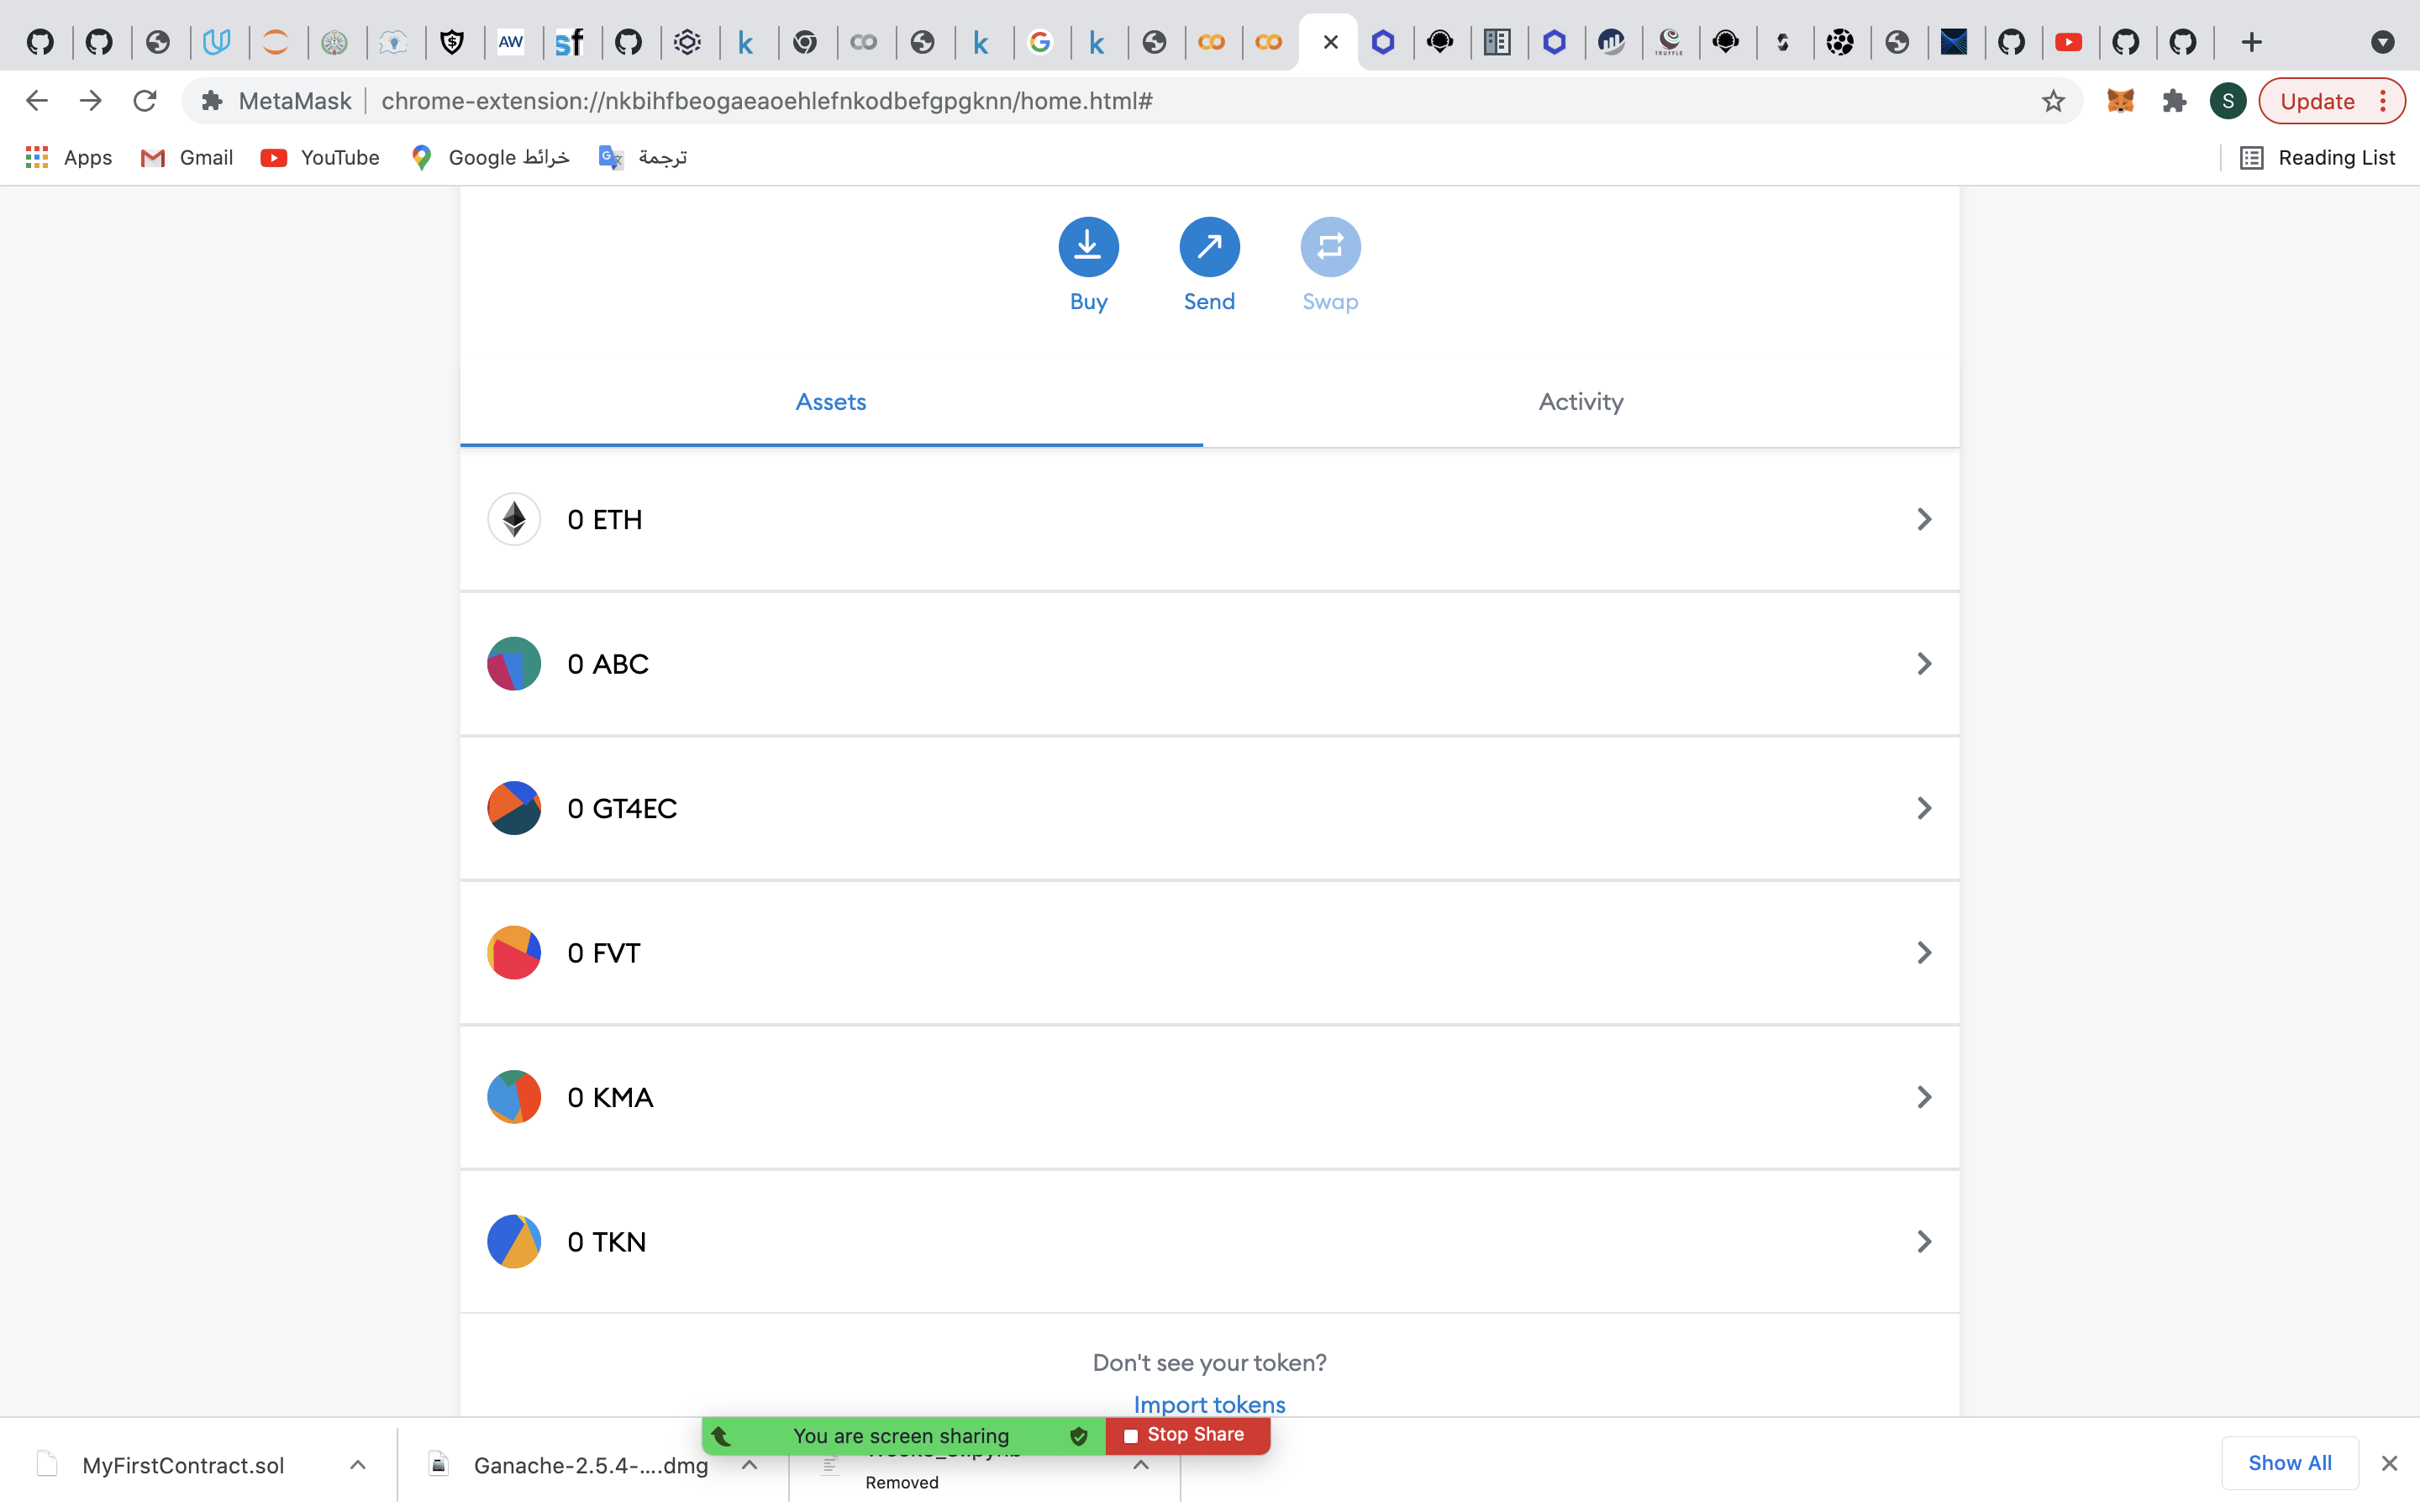 AW
sf
k
k
k
TRUFFLE
MetaMask chrome-extension://nkbihfbeogaeaoehlefnkodbefgpgknn/home.html#
S
Update
Apps Gmail YouTube خرائط Google ترجمة Reading List
Buy Send Swap
Assets Activity
0 ETH
0 ABC
0 GT4EC
0 FVT
0 KMA
0 TKN
Don't see your token?
Import tokens
You are screen sharing Stop Share
MyFirstContract.sol Ganache-2.5.4-....dmg
Removed
Show All